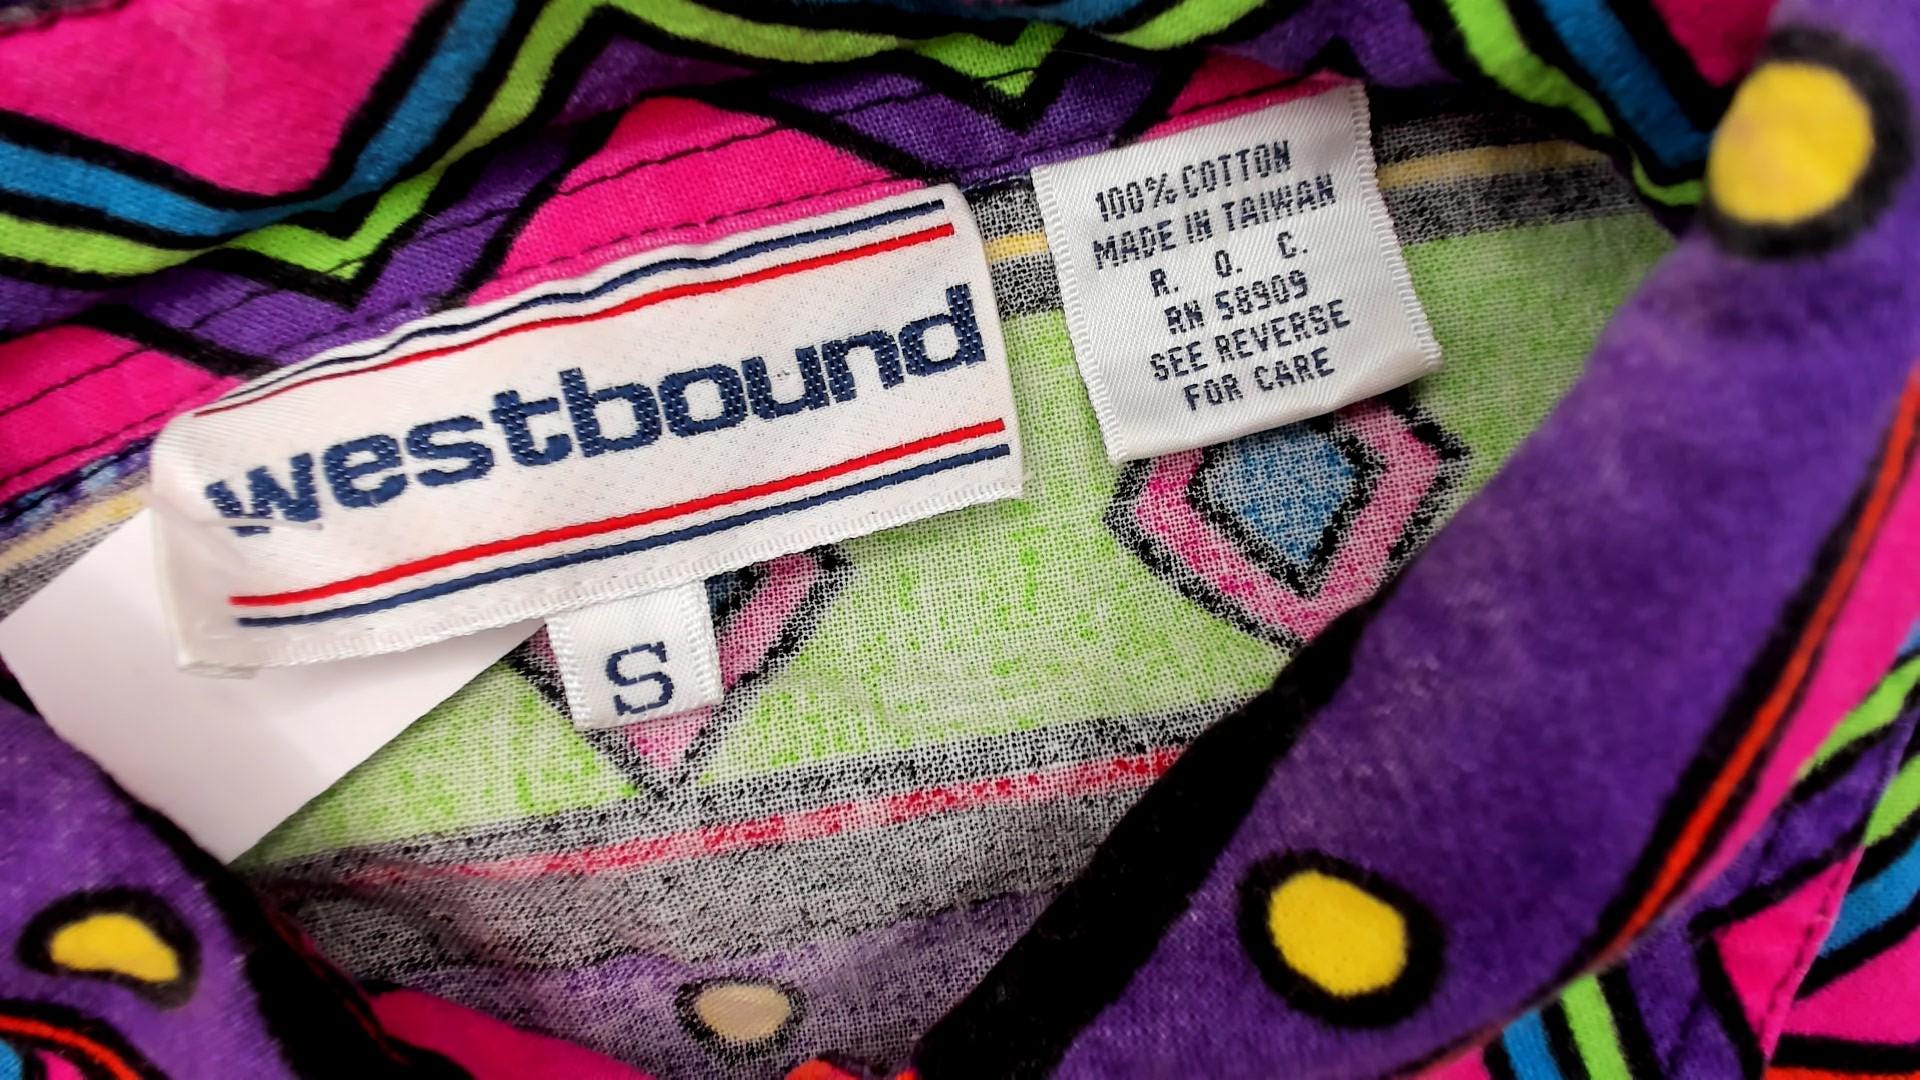 westbound
S
100% COTTON
MADE IN TAIWAN
R. O. C.
RN 58909
SEE REVERSE
FOR CARE